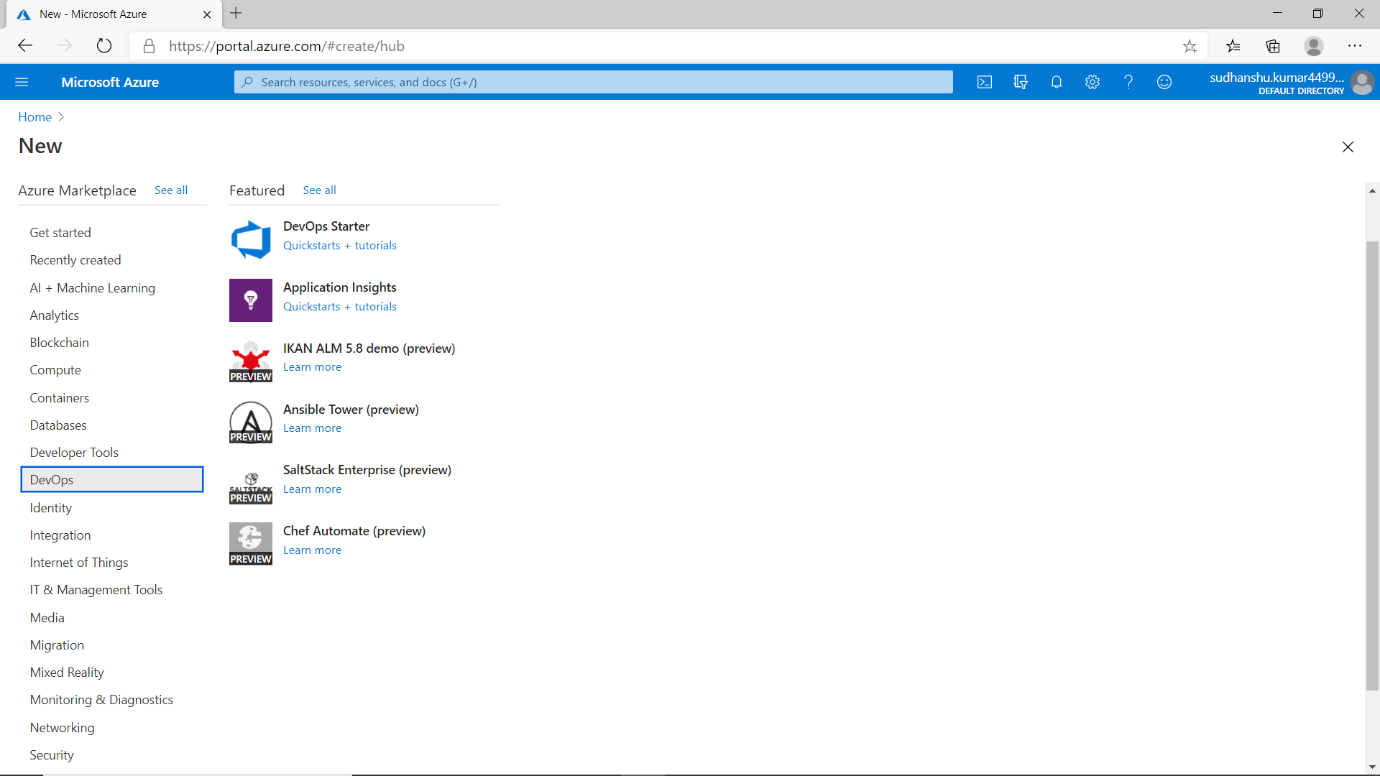 New - Microsoft Azure
https://portal.azure.com/#create/hub
Microsoft Azure
Search resources, services, and docs (G+/)
sudhanshu.kumar4499...
DEFAULT DIRECTORY
Home
New
Azure Marketplace See all
Get started
Recently created
AI + Machine Learning
Analytics
Blockchain
Compute
Containers
Databases
Developer Tools
DevOps
Identity
Integration
Internet of Things
IT & Management Tools
Media
Migration
Mixed Reality
Monitoring & Diagnostics
Networking
Security
Featured See all
DevOps Starter
Quickstarts + tutorials
Application Insights
Quickstarts + tutorials
IKAN ALM 5.8 demo (preview)
PREVIEW
Learn more
Ansible Tower (preview)
PREVIEW
Learn more
SaltStack Enterprise (preview)
SALTSTACK
PREVIEW
Learn more
Chef Automate (preview)
PREVIEW
Learn more